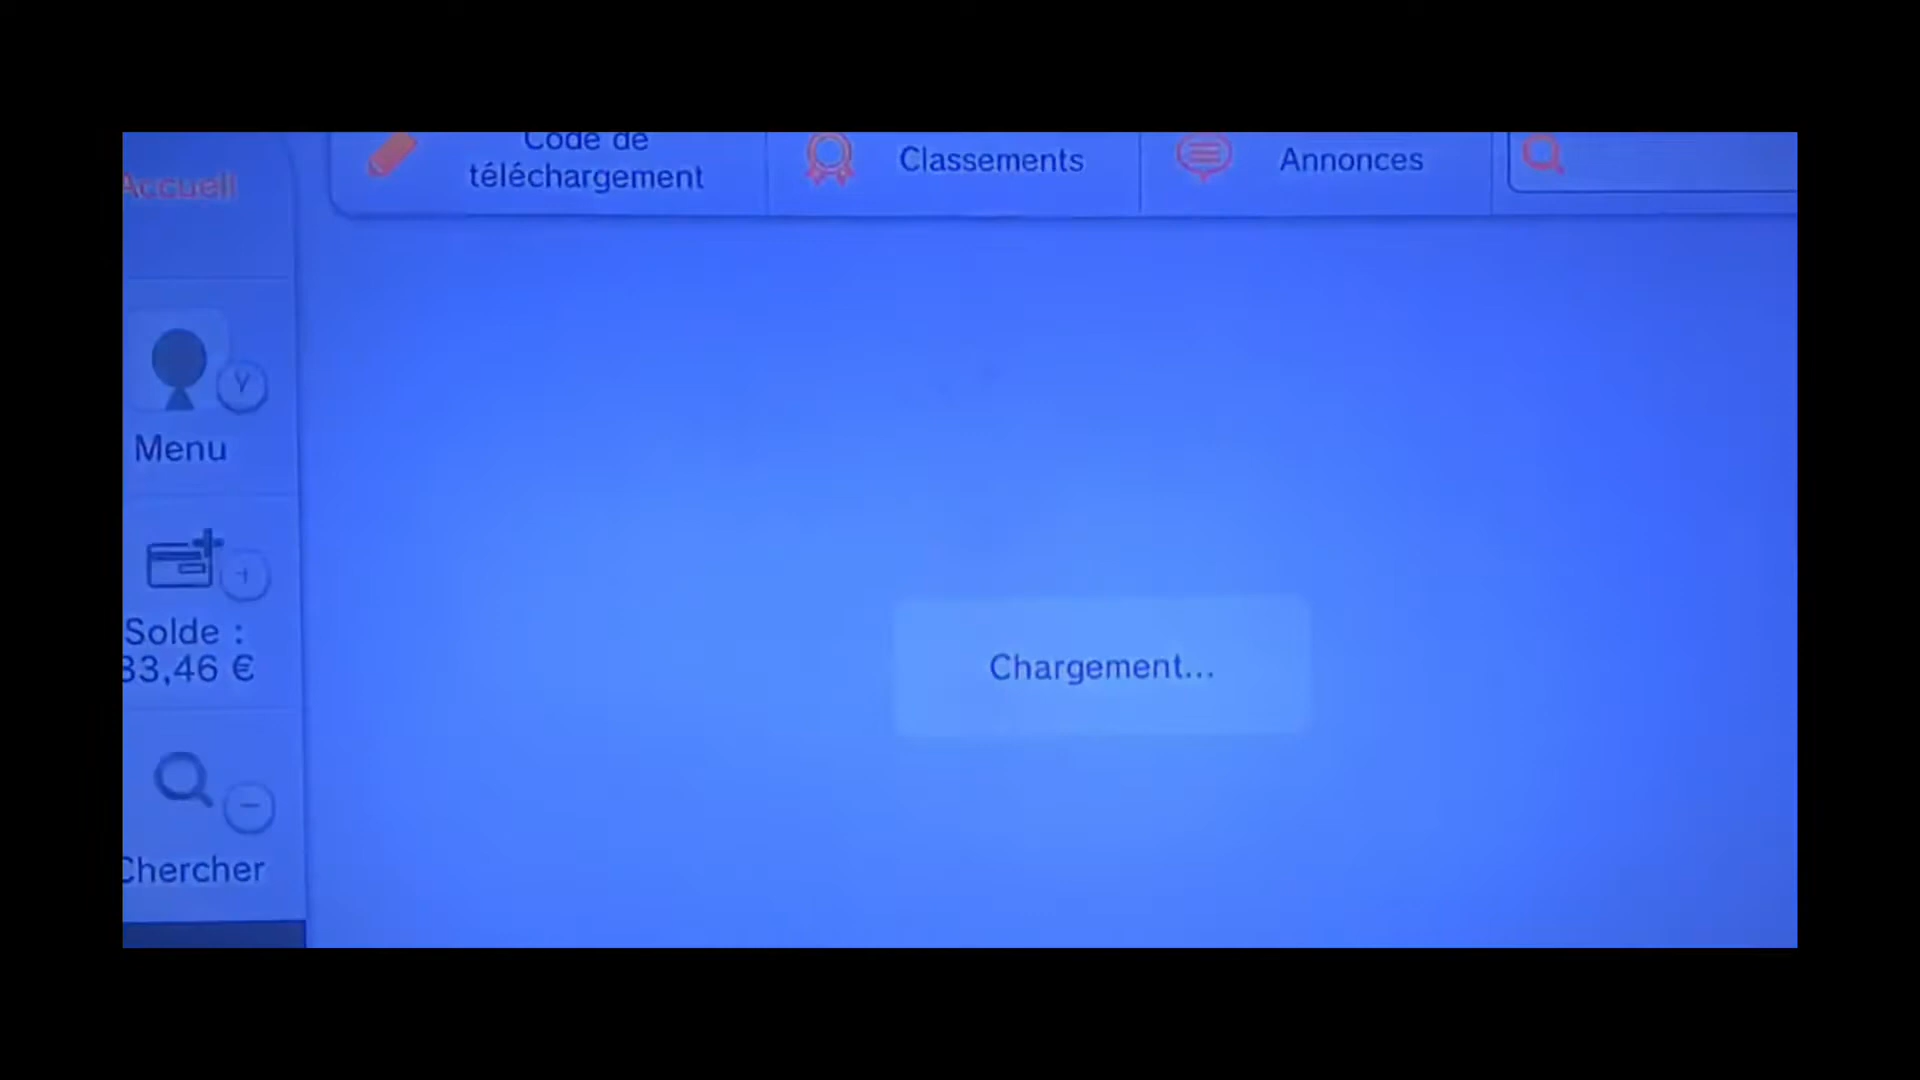 Accueil
Code de
téléchargement
Classements
Annonces
Y
Menu
+
Solde :
33,46 €
-
Chercher
Chargement...